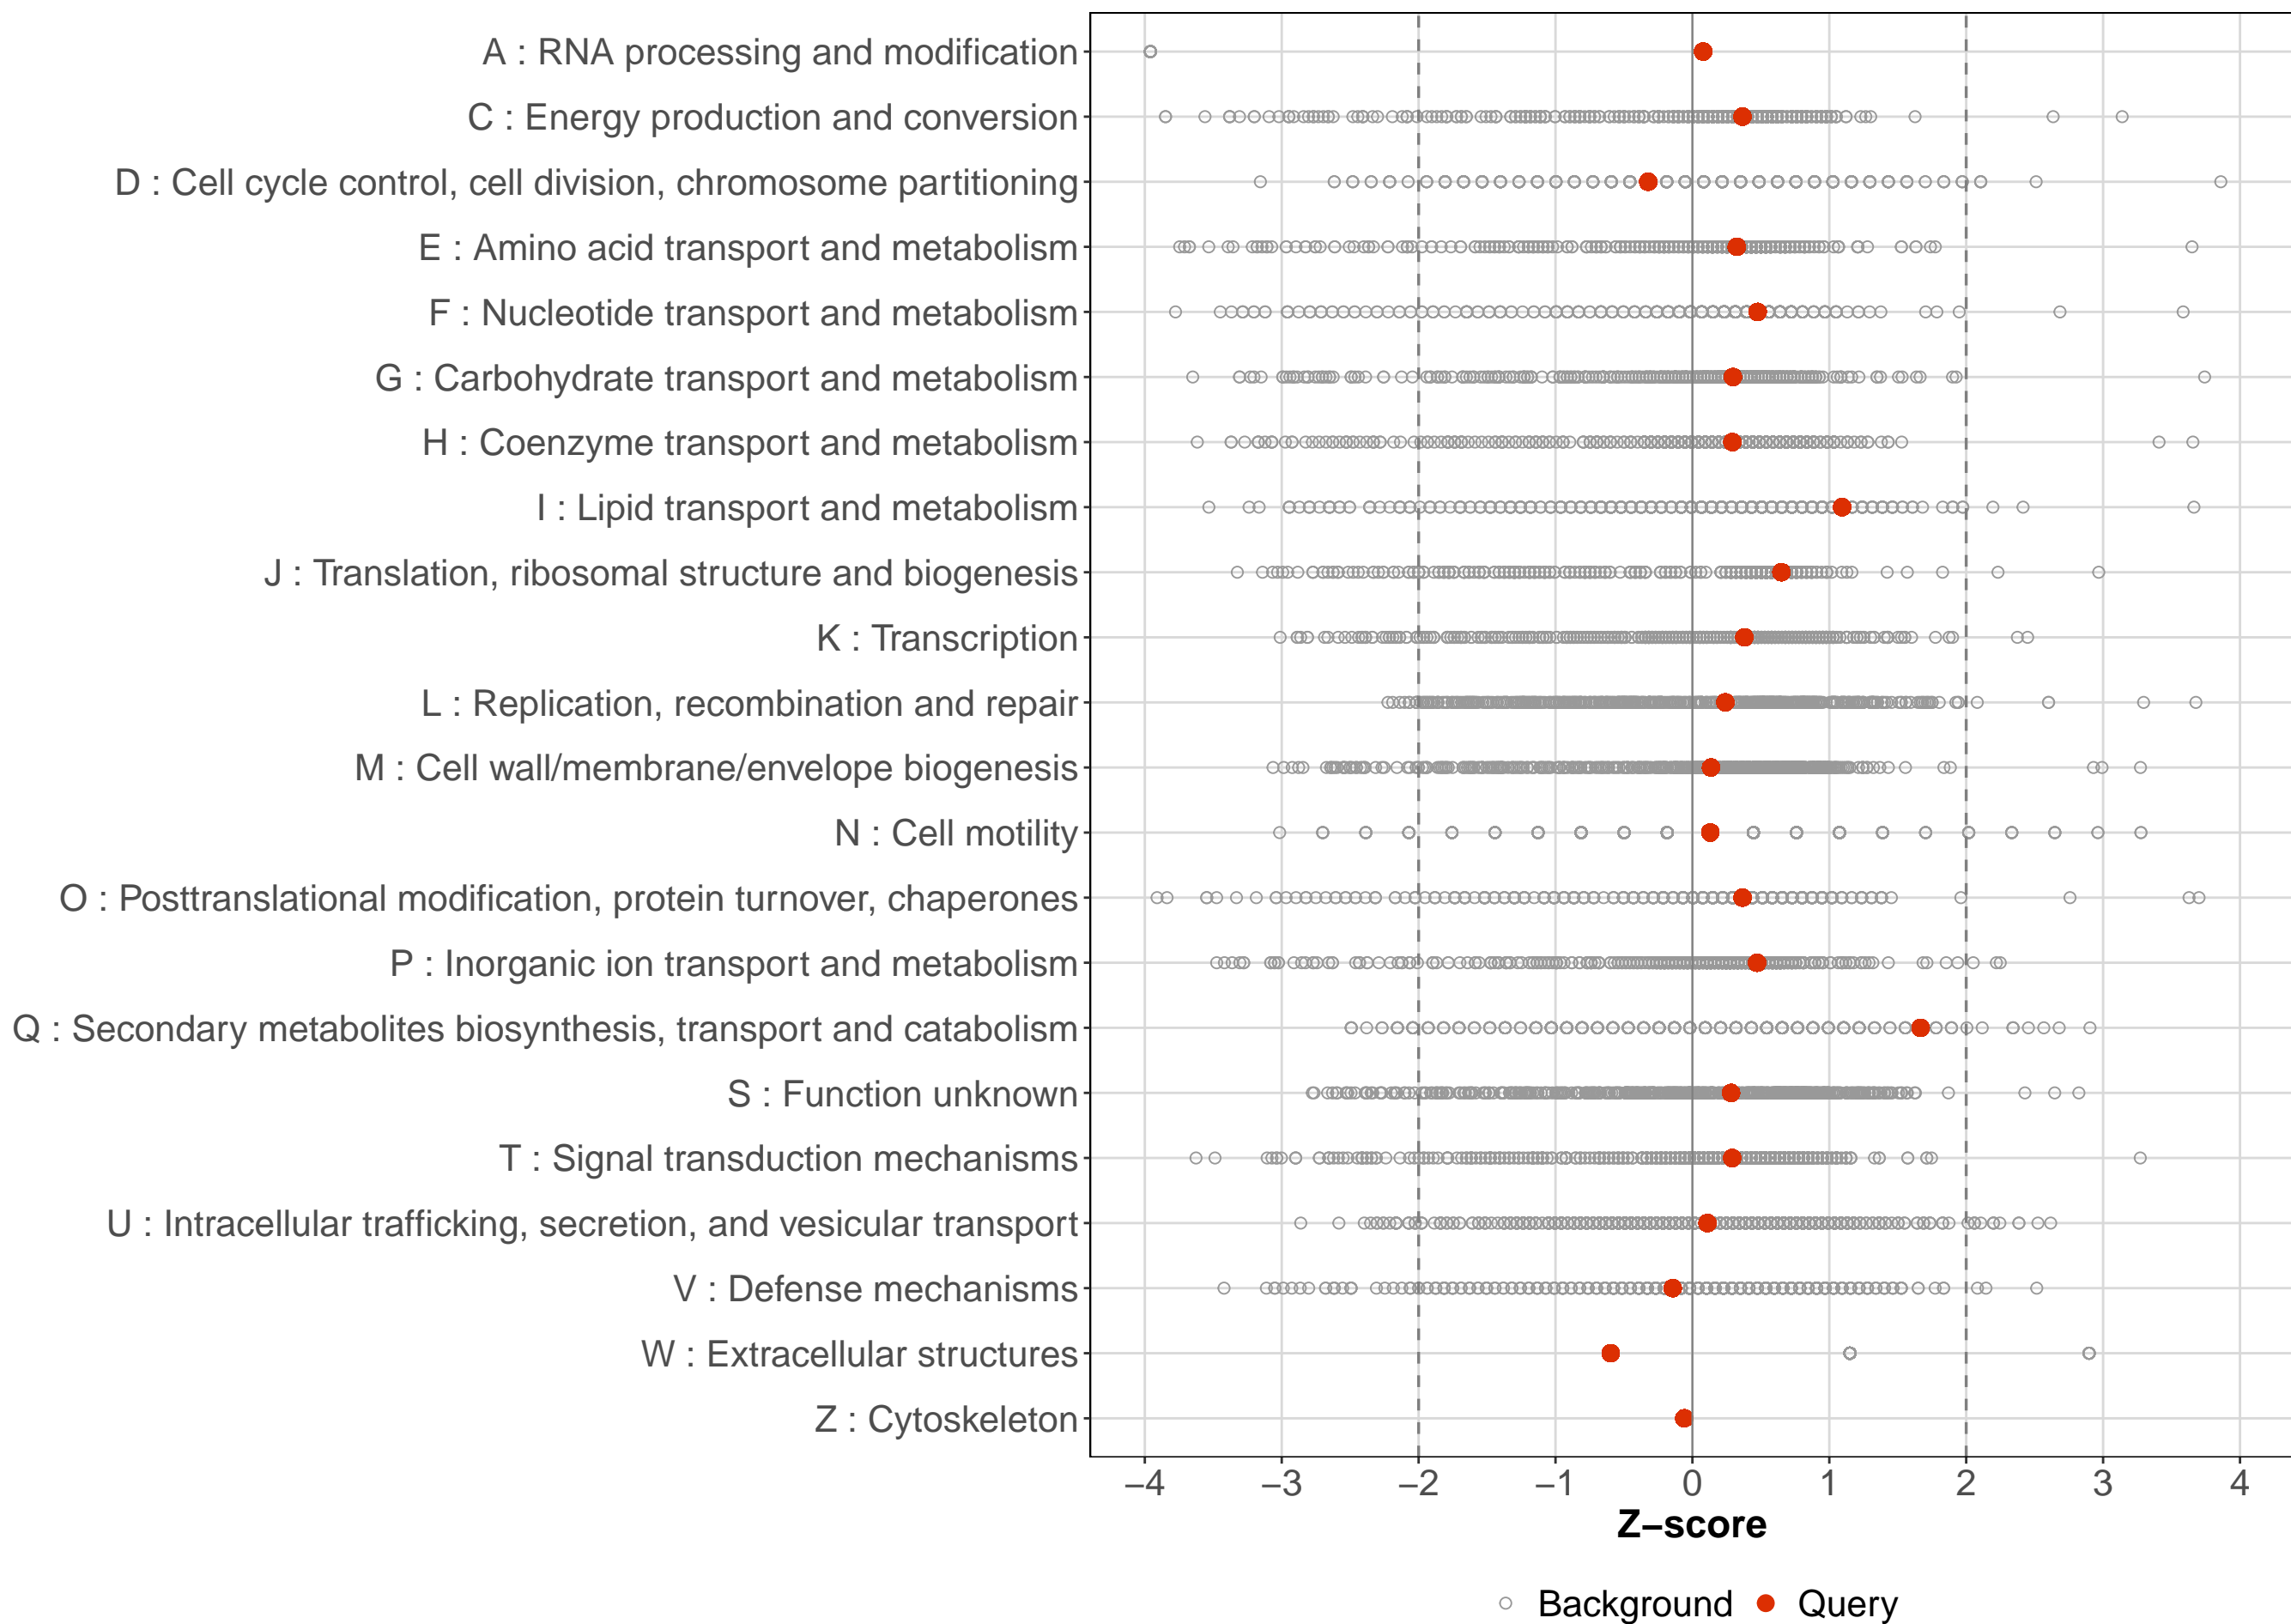 A : RNA processing and modification
C : Energy production and conversion
D : Cell cycle control, cell division, chromosome partitioning
E : Amino acid transport and metabolism
F : Nucleotide transport and metabolism
G : Carbohydrate transport and metabolism
H : Coenzyme transport and metabolism
I : Lipid transport and metabolism
J : Translation, ribosomal structure and biogenesis
K : Transcription
L : Replication, recombination and repair
M : Cell wall/membrane/envelope biogenesis
N : Cell motility
O : Posttranslational modification, protein turnover, chaperones
P : Inorganic ion transport and metabolism
Q : Secondary metabolites biosynthesis, transport and catabolism
S : Function unknown
T : Signal transduction mechanisms
U : Intracellular trafficking, secretion, and vesicular transport
V : Defense mechanisms
W : Extracellular structures
Z : Cytoskeleton
−4 −3 −2 −1 0 1 2 3 4
Z−score
Background Query